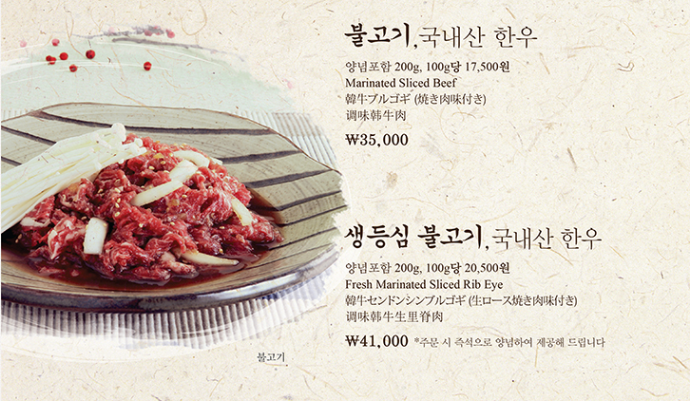 불고기, 국내산 한우
양념포함 200g, 100g당 17,500원
Marinated Sliced Beef
韓牛ブルゴギ (焼き肉味付き)
调味韩牛肉
₩35,000
생등심 불고기, 국내산 한우
양념포함 200g, 100g당 20,500원
Fresh Marinated Sliced Rib Eye
韓牛センドンシンブルゴギ (生ロース焼き肉味付き)
调味韩牛生里脊肉
₩41,000 *주문 시 즉석으로 양념하여 제공해 드립니다
불고기